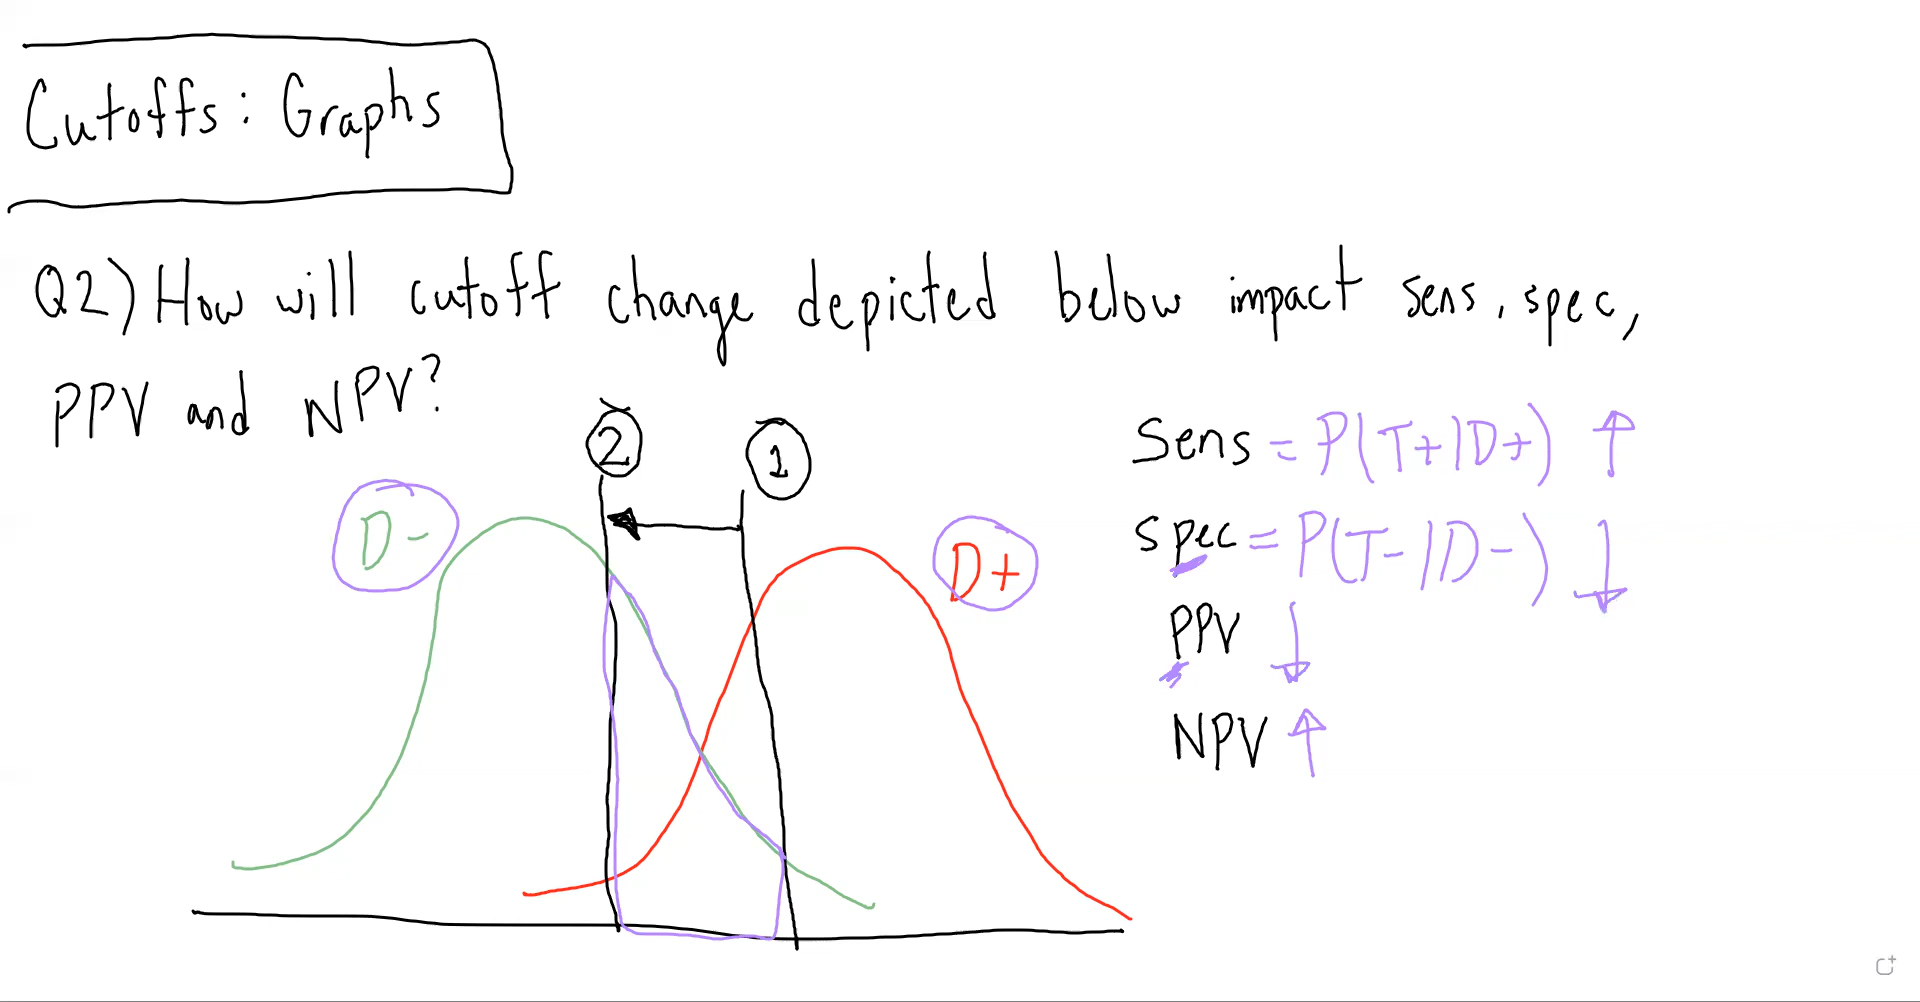 Cutoffs: Graphs
Q2) How will cutoff change depicted below impact sens, spec,
PPV and NPV?
2
1
D-
D+
Sens = P(T+|D+) ↑
spec = P(T-|D-) ↓
PPV ↓
NPV ↑